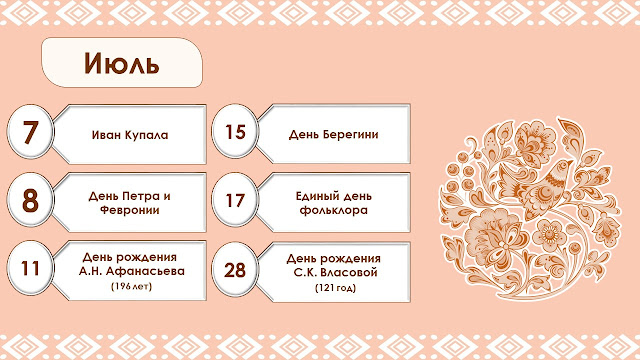 Июль
7
Иван Купала
8
День Петра и
Февронии
11
День рождения
А.Н. Афанасьева
(196 лет)
15
День Берегини
17
Единый день
фольклора
28
День рождения
С.К. Власовой
(121 год)